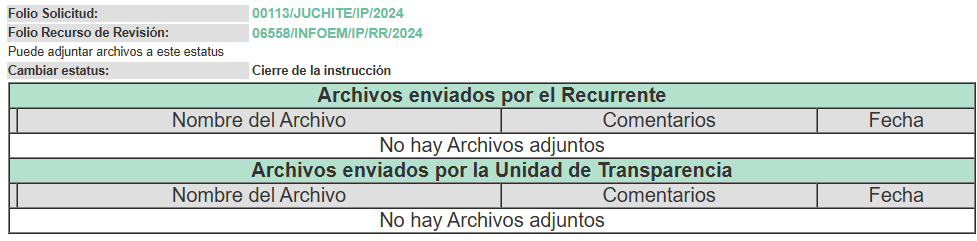 Folio Solicitud: 00113/JUCHITE/IP/2024
Folio Recurso de Revisión: 06558/INFOEM/IP/RR/2024
Puede adjuntar archivos a este estatus
Cambiar estatus: Cierre de la instrucción
Archivos enviados por el Recurrente
Nombre del Archivo Comentarios Fecha
No hay Archivos adjuntos
Archivos enviados por la Unidad de Transparencia
Nombre del Archivo Comentarios Fecha
No hay Archivos adjuntos